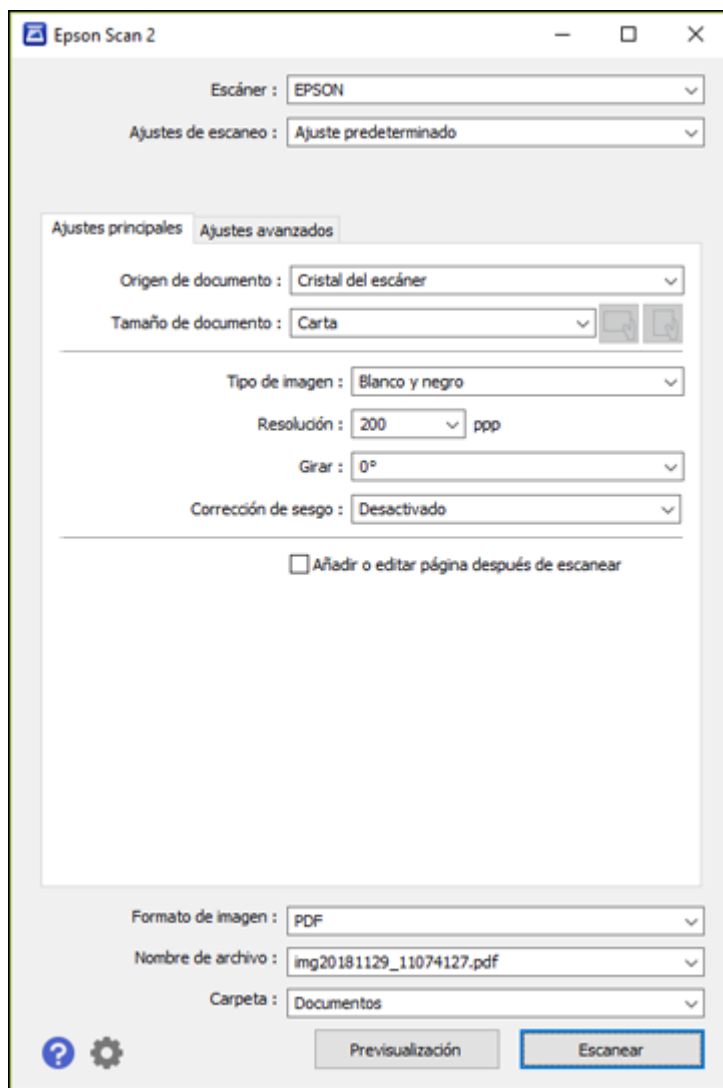 Epson Scan 2
Escáner : EPSON
Ajustes de escaneo : Ajuste predeterminado
Ajustes principales Ajustes avanzados
Origen de documento : Cristal del escáner
Tamaño de documento : Carta
Tipo de imagen : Blanco y negro
Resolución : 200 ppp
Girar : 0°
Corrección de sesgo : Desactivado
Añadir o editar página después de escanear
Formato de imagen : PDF
Nombre de archivo : img20181129_11074127.pdf
Carpeta : Documentos
? Previsualización Escanear